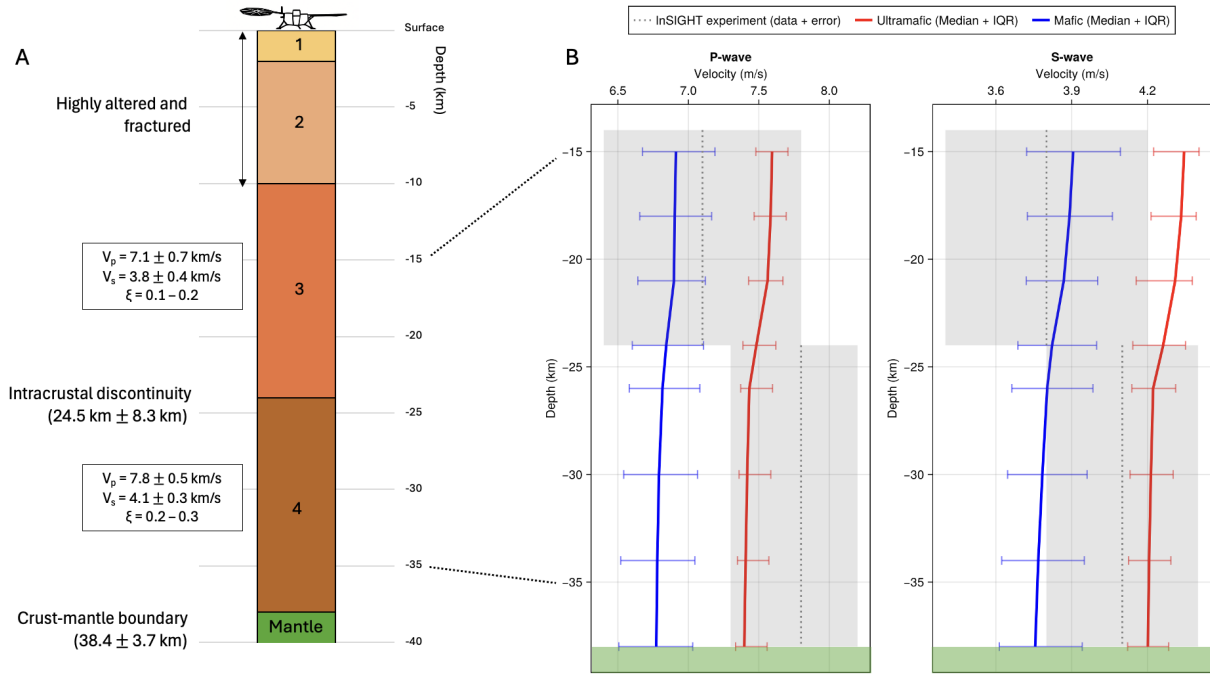 InSIGHT experiment (data + error) Ultramafic (Median + IQR) Mafic (Median + IQR)
A
Surface
Depth (km)
-5
-10
-15
-20
-25
-30
-35
-40
1
2
3
4
Mantle
Highly altered and
fractured
Vₚ = 7.1 ± 0.7 km/s
Vₛ = 3.8 ± 0.4 km/s
ξ = 0.1 – 0.2
Intracrustal discontinuity
(24.5 km ± 8.3 km)
Vₚ = 7.8 ± 0.5 km/s
Vₛ = 4.1 ± 0.3 km/s
ξ = 0.2 – 0.3
Crust-mantle boundary
(38.4 ± 3.7 km)
B
P-wave
Velocity (m/s)
6.5 7.0 7.5 8.0
Depth (km)
−15
−20
−25
−30
−35
S-wave
Velocity (m/s)
3.6 3.9 4.2
Depth (km)
−15
−20
−25
−30
−35